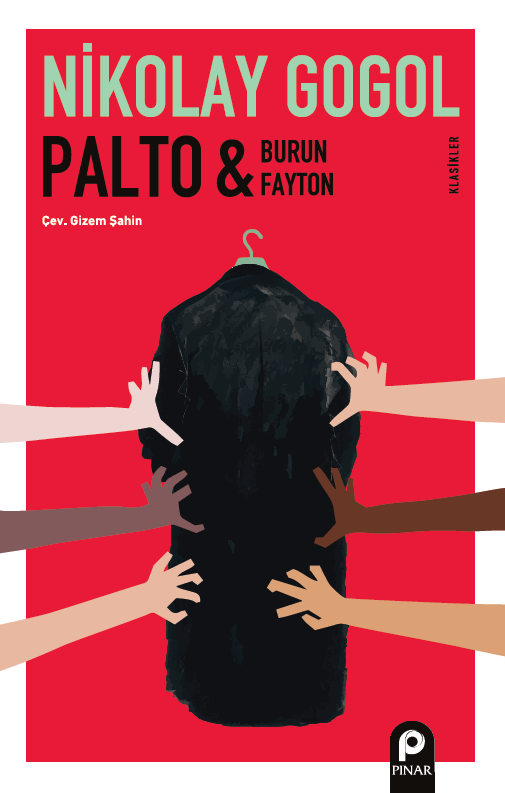 NİKOLAY GOGOL
PALTO & BURUN
FAYTON
KLASİKLER
Çev. Gizem Şahin
PINAR